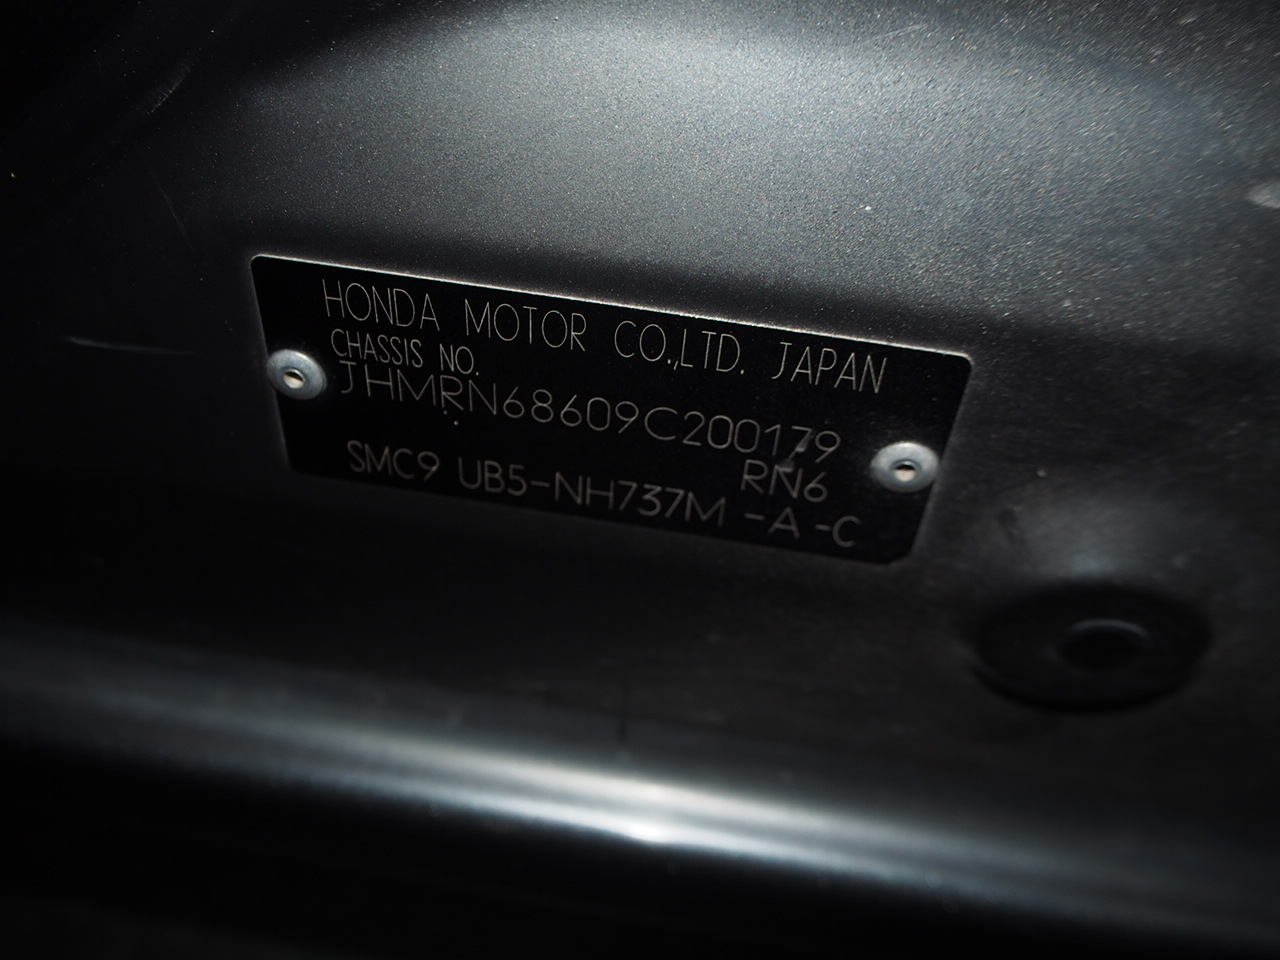 HONDA MOTOR CO.,LTD. JAPAN
CHASSIS NO.
JHMRN68609C200179
RN6
SMC9 UB5-NH737M -A -C